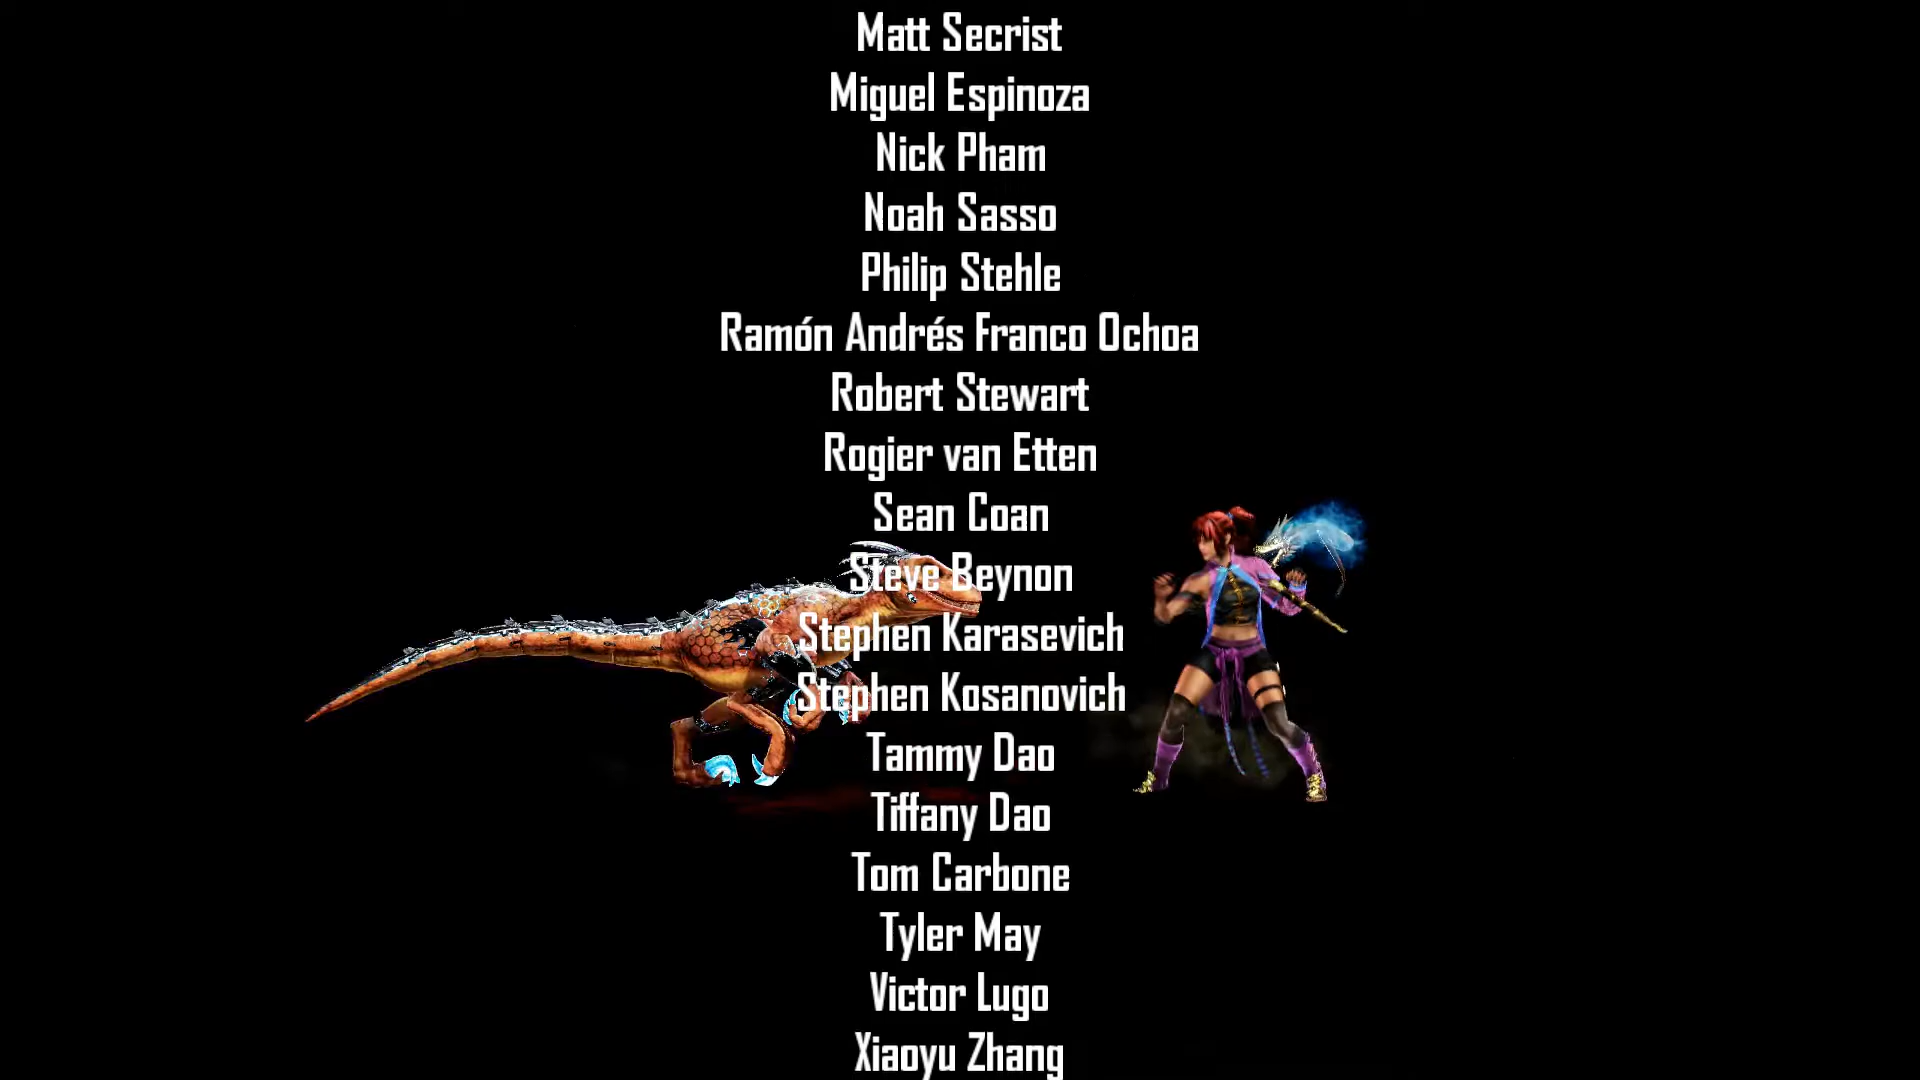 Matt Secrist
Miguel Espinoza
Nick Pham
Noah Sasso
Philip Stehle
Ramón Andrés Franco Ochoa
Robert Stewart
Rogier van Etten
Sean Coan
Steve Beynon
Stephen Karasevich
Stephen Kosanovich
Tammy Dao
Tiffany Dao
Tom Carbone
Tyler May
Victor Lugo
Xiaoyu Zhang